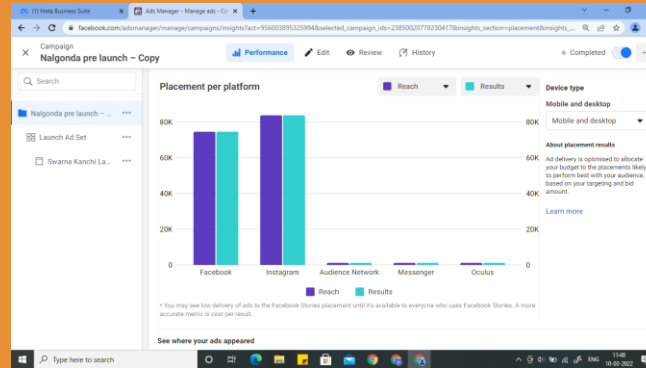 (1) Meta Business Suite
Ads Manager - Manage ads - Co
facebook.com/adsmanager/manage/campaigns/insights?act=956003895325994&selected_campaign_ids=23850020778230417&insights_section=placement&insights_...
Campaign
Nalgonda pre launch – Copy
Performance
Edit
Review
History
Completed
Search
Nalgonda pre launch – ...
Launch Ad Set
Swarna Kanchi La...
Placement per platform
Reach
Results
80K
80K
60K
60K
40K
40K
20K
20K
0
0
Facebook
Instagram
Audience Network
Messenger
Oculus
Reach
Results
* You may see low delivery of ads to the Facebook Stories placement until it's available to everyone who uses Facebook Stories. A more
accurate metric is cost per result.
See where your ads appeared
Device type
Mobile and desktop
Mobile and desktop
About placement results
Ad delivery is optimised to allocate
your budget to the placements likely
to perform best with your audience,
based on your targeting and bid
amount.
Learn more
Type here to search
ENG
11:48
10-03-2022